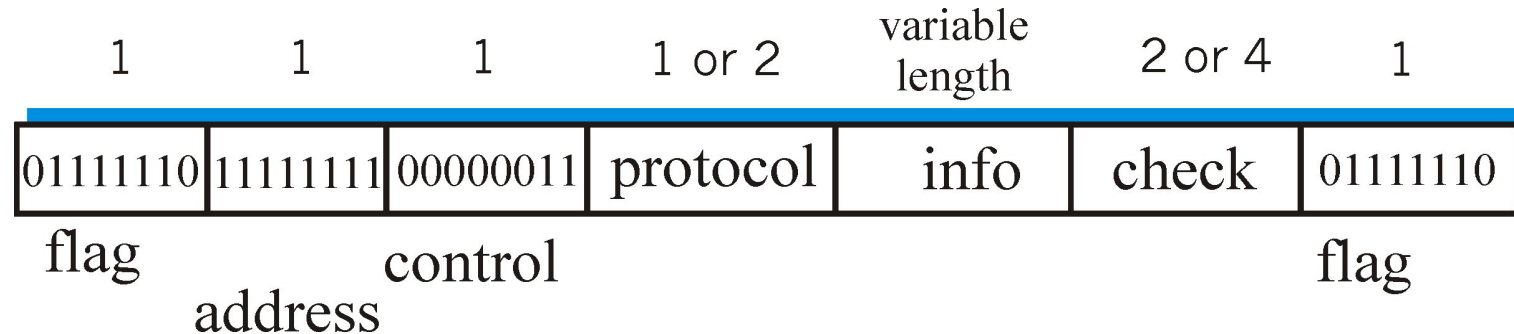 1 1 1 1 or 2 variable length 2 or 4 1
01111110 11111111 00000011 protocol info check 01111110
flag address control flag